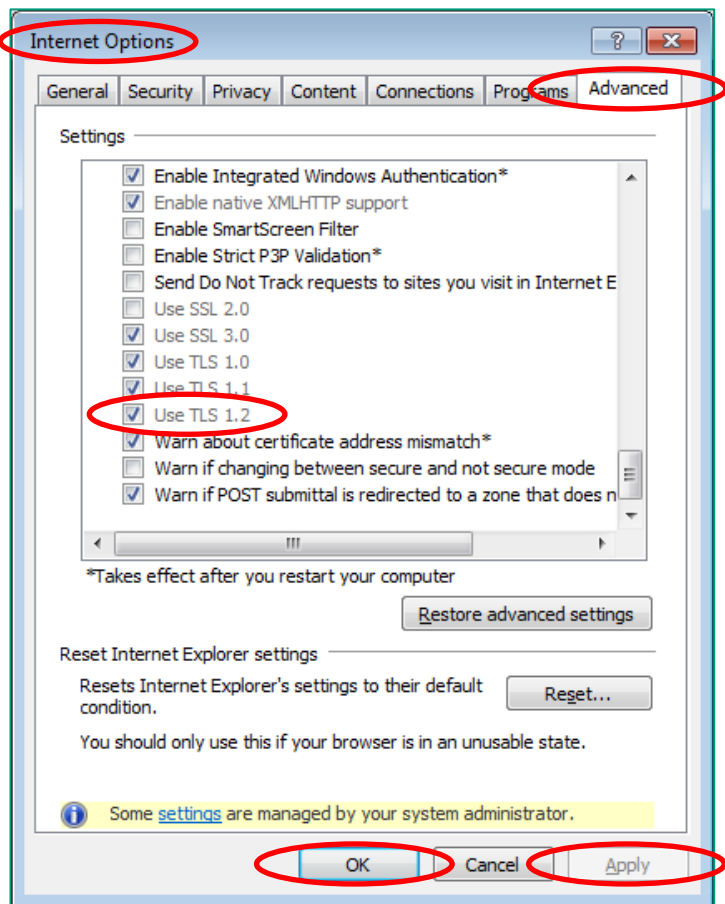 Internet Options
General Security Privacy Content Connections Programs Advanced
Settings
Enable Integrated Windows Authentication*
Enable native XMLHTTP support
Enable SmartScreen Filter
Enable Strict P3P Validation*
Send Do Not Track requests to sites you visit in Internet E
Use SSL 2.0
Use SSL 3.0
Use TLS 1.0
Use TLS 1.1
Use TLS 1.2
Warn about certificate address mismatch*
Warn if changing between secure and not secure mode
Warn if POST submittal is redirected to a zone that does n
*Takes effect after you restart your computer
Restore advanced settings
Reset Internet Explorer settings
Resets Internet Explorer's settings to their default
condition.
Reset...
You should only use this if your browser is in an unusable state.
Some settings are managed by your system administrator.
OK Cancel Apply